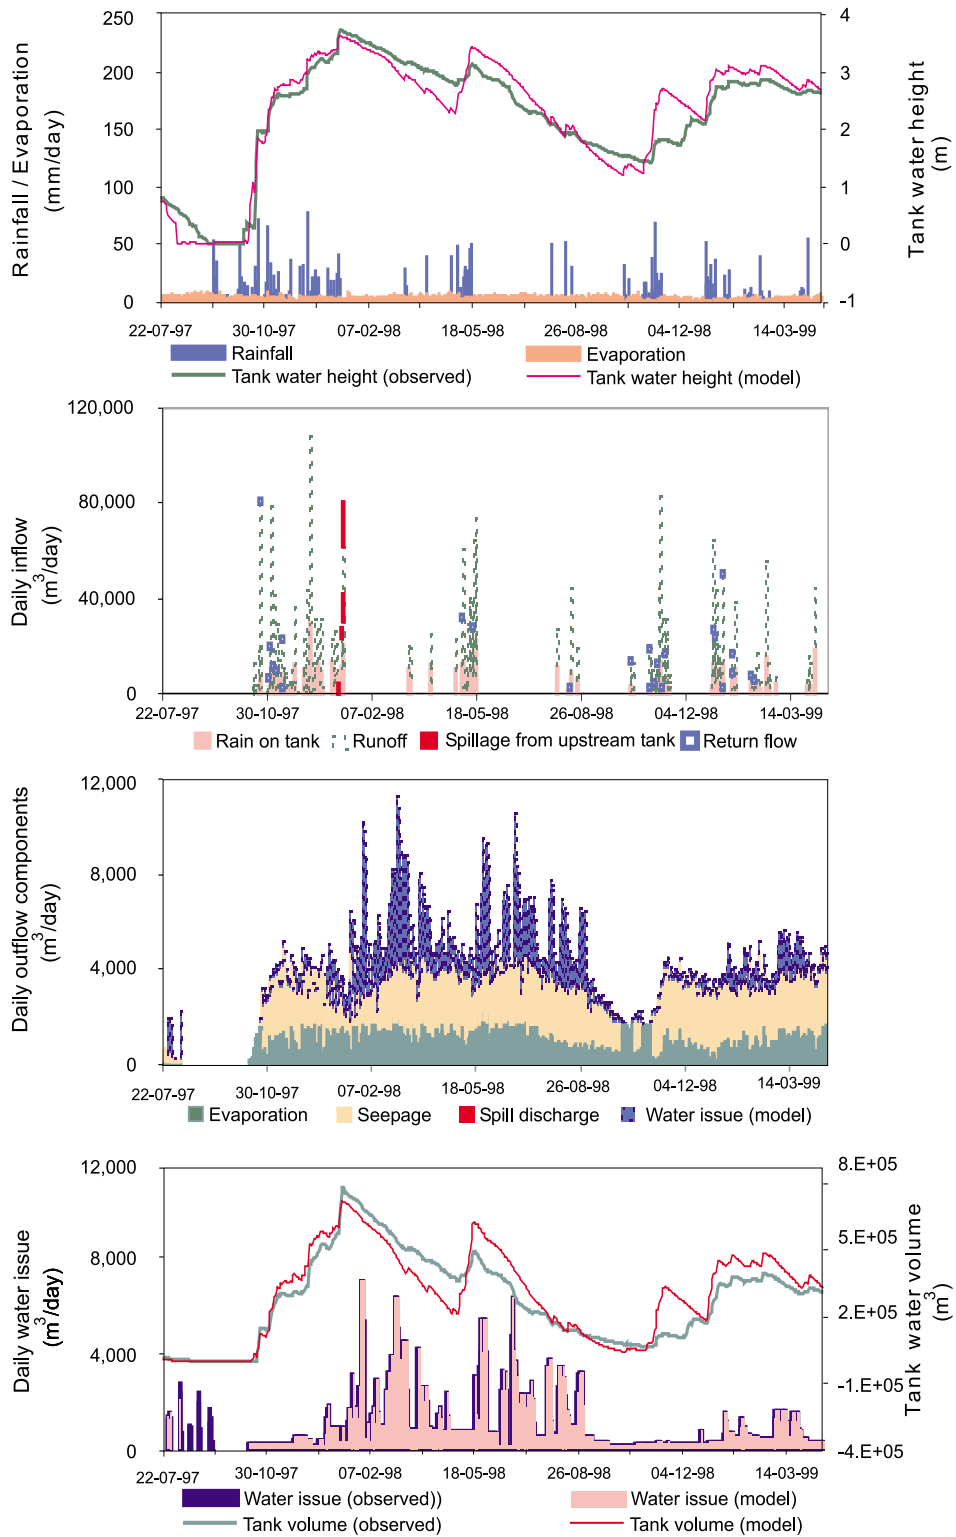 250
200
150
100
50
0
Rainfall / Evaporation
(mm/day)
4
3
2
1
0
-1
Tank water height
(m)
22-07-97 30-10-97 07-02-98 18-05-98 26-08-98 04-12-98 14-03-99
Rainfall Evaporation
Tank water height (observed) Tank water height (model)
120,000
80,000
40,000
0
Daily inflow
(m³/day)
22-07-97 30-10-97 07-02-98 18-05-98 26-08-98 04-12-98 14-03-99
Rain on tank Runoff Spillage from upstream tank Return flow
12,000
8,000
4,000
0
Daily outflow components
(m³/day)
22-07-97 30-10-97 07-02-98 18-05-98 26-08-98 04-12-98 14-03-99
Evaporation Seepage Spill discharge Water issue (model)
12,000
8,000
4,000
0
Daily water issue
(m³/day)
8.E+05
5.E+05
2.E+05
-1.E+05
-4.E+05
Tank water volume
(m³)
22-07-97 30-10-97 07-02-98 18-05-98 26-08-98 04-12-98 14-03-99
Water issue (observed)) Water issue (model)
Tank volume (observed) Tank volume (model)